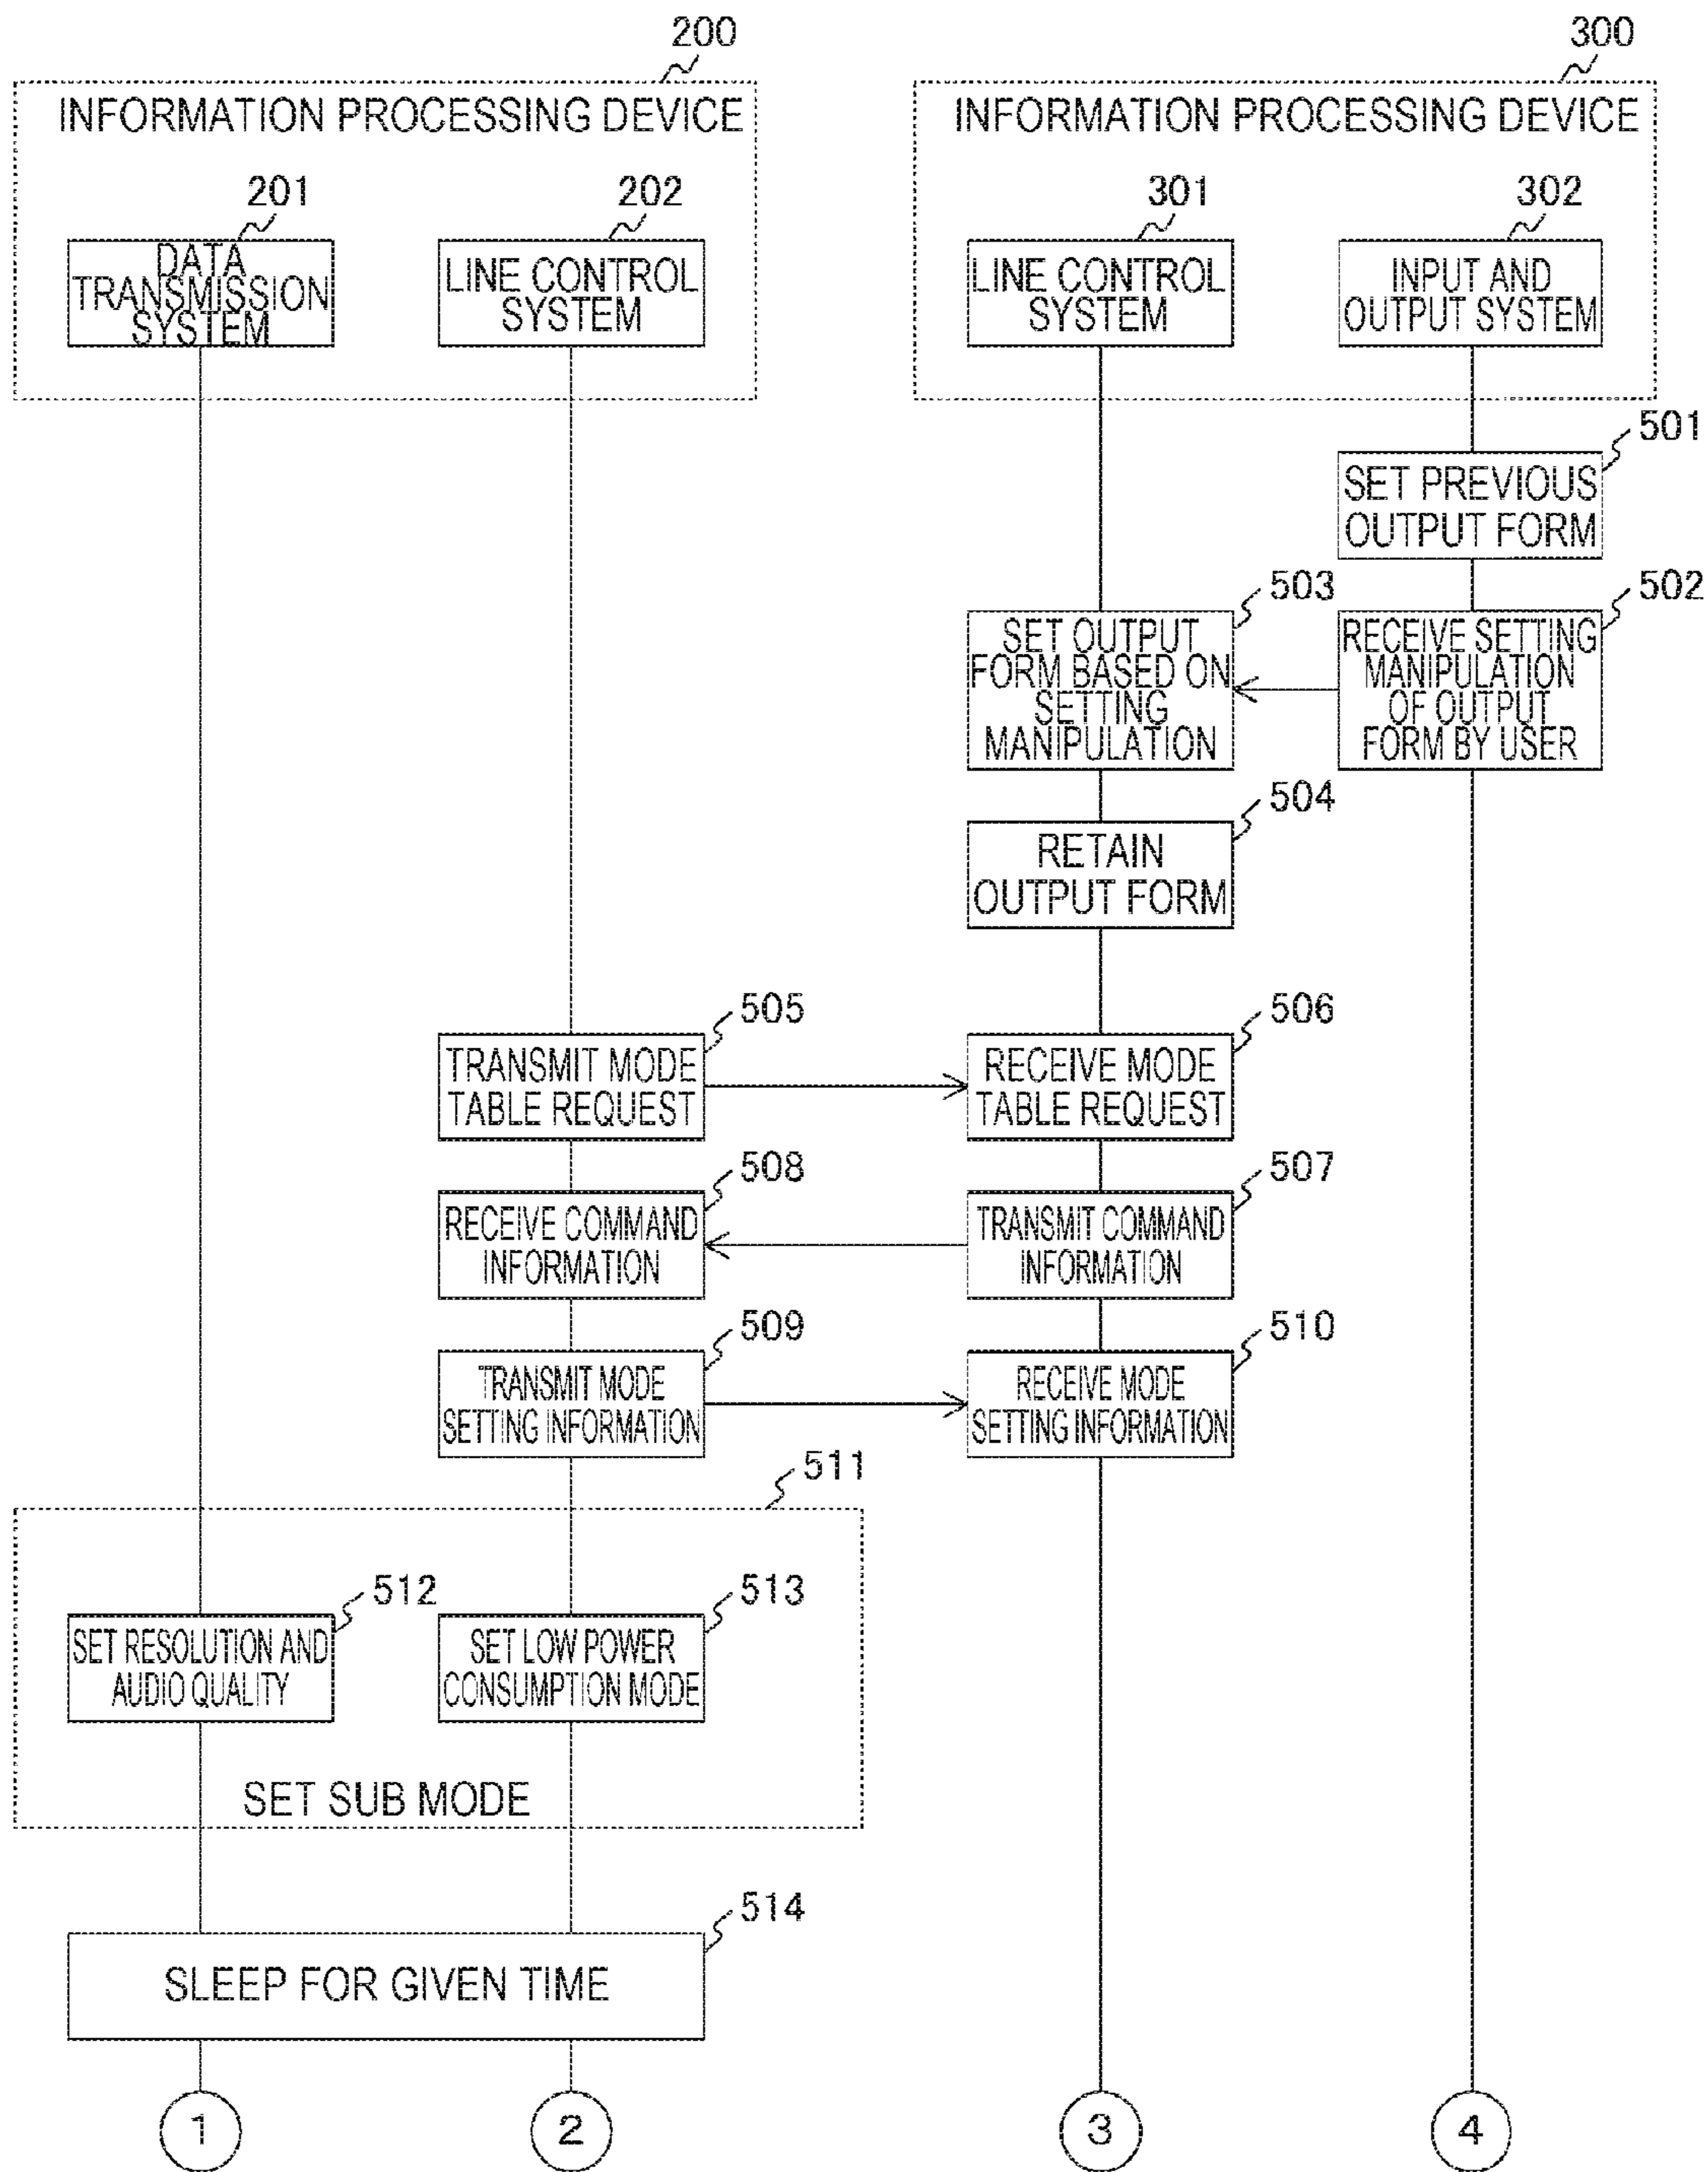 200
300
INFORMATION PROCESSING DEVICE
INFORMATION PROCESSING DEVICE
201
202
301
302
DATA
TRANSMISSION
SYSTEM
LINE CONTROL
SYSTEM
LINE CONTROL
SYSTEM
INPUT AND
OUTPUT SYSTEM
501
SET PREVIOUS
OUTPUT FORM
503
502
SET OUTPUT
FORM BASED ON
SETTING
MANIPULATION
RECEIVE SETTING
MANIPULATION
OF OUTPUT
FORM BY USER
504
RETAIN
OUTPUT FORM
505
506
TRANSMIT MODE
TABLE REQUEST
RECEIVE MODE
TABLE REQUEST
508
507
RECEIVE COMMAND
INFORMATION
TRANSMIT COMMAND
INFORMATION
509
510
TRANSMIT MODE
SETTING INFORMATION
RECEIVE MODE
SETTING INFORMATION
511
512
513
SET RESOLUTION AND
AUDIO QUALITY
SET LOW POWER
CONSUMPTION MODE
SET SUB MODE
514
SLEEP FOR GIVEN TIME
1
2
3
4